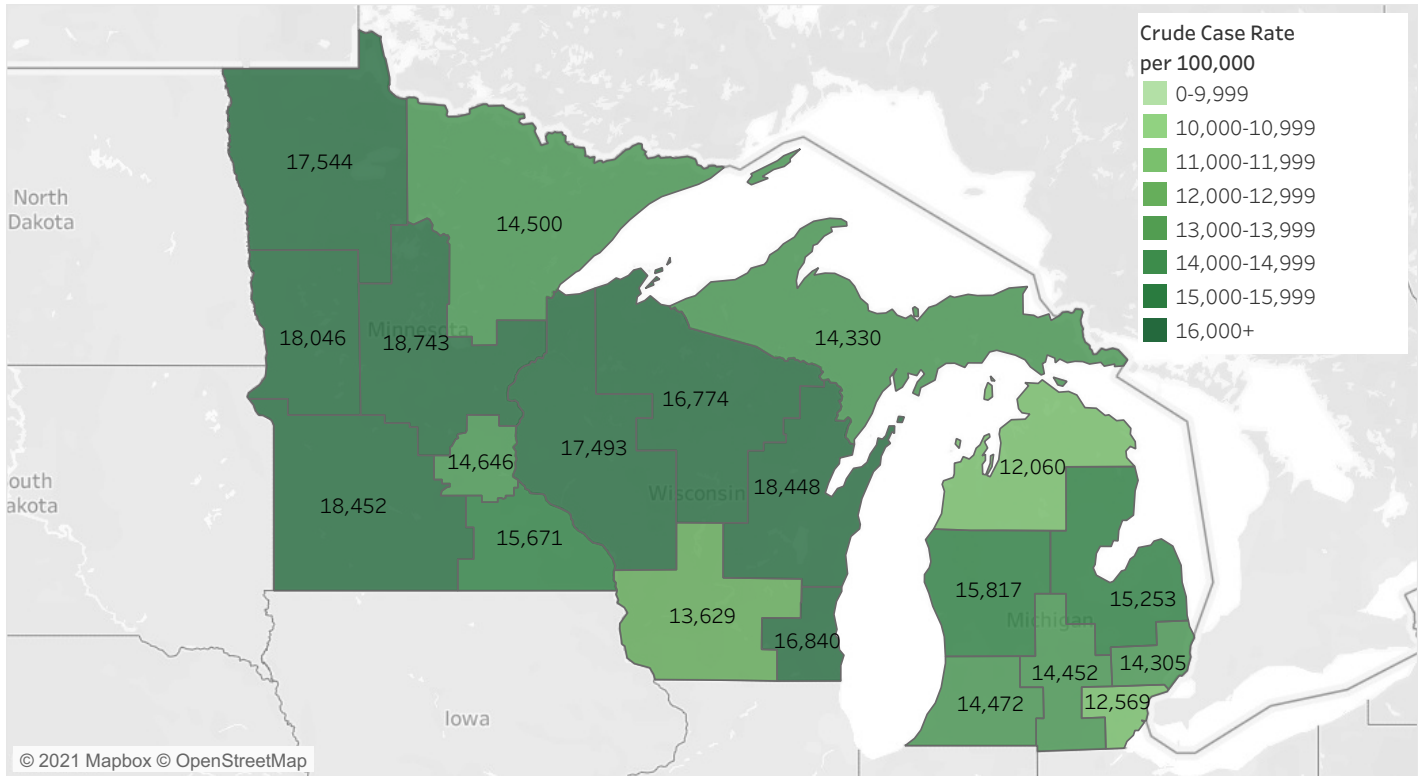 Crude Case Rate
per 100,000
0-9,999
10,000-10,999
11,000-11,999
12,000-12,999
13,000-13,999
14,000-14,999
15,000-15,999
16,000+
17,544
North
Dakota
14,500
18,046
Minnesota
18,743
14,330
16,774
17,493
14,646
12,060
outh
akota
18,452
Wisconsin
18,448
15,671
15,817
15,253
13,629
Michigan
16,840
14,305
14,452
14,472
12,569
Iowa
© 2021 Mapbox © OpenStreetMap